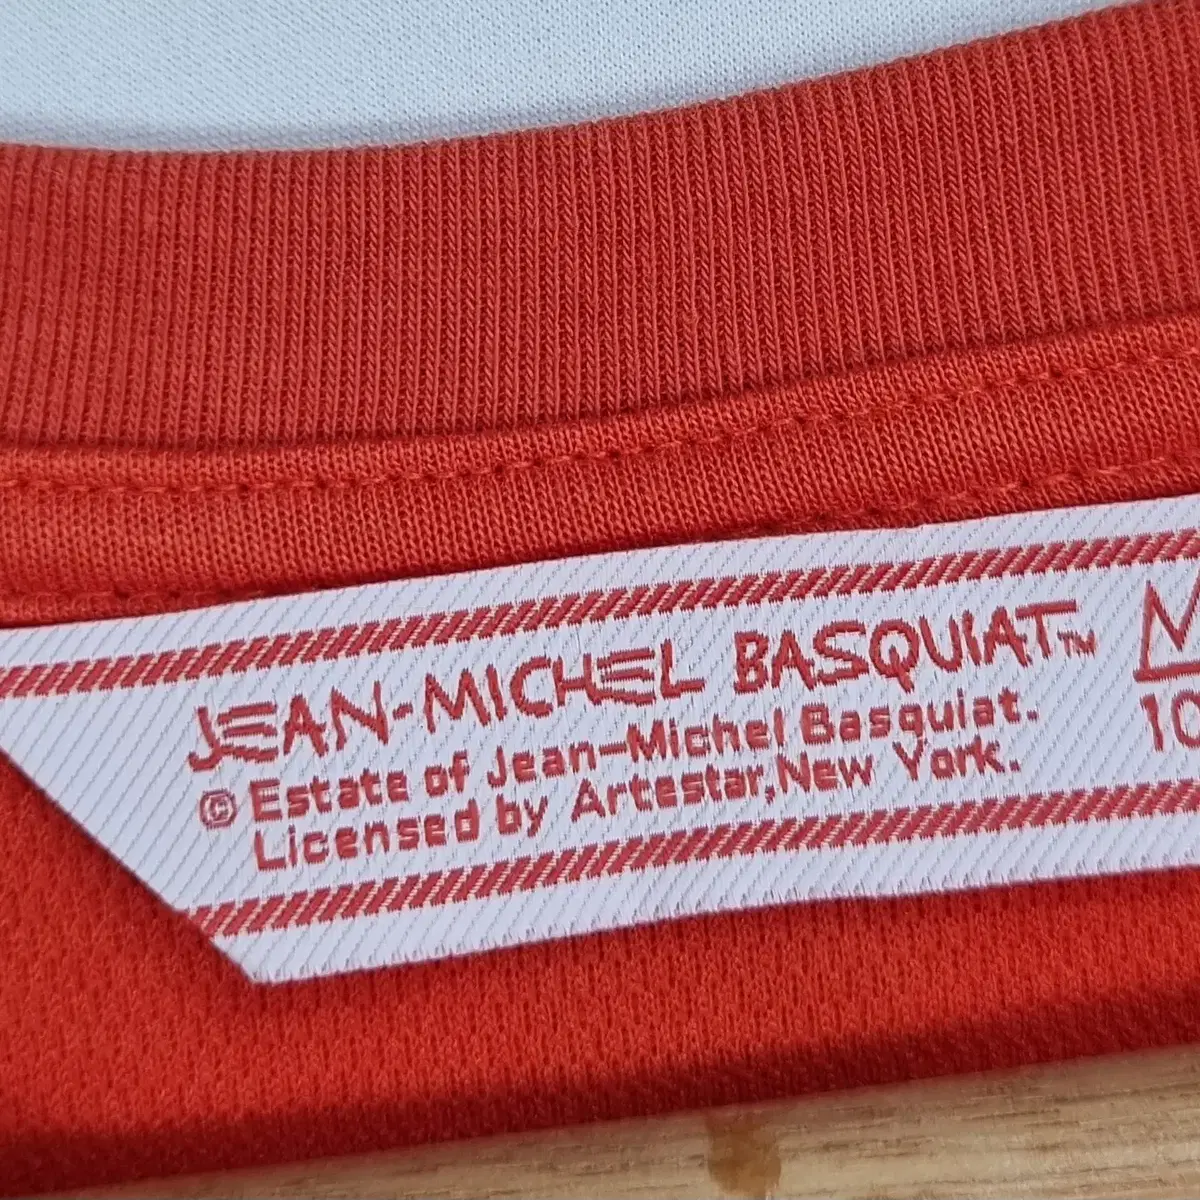 JEAN-MICHEL BASQUIAT™
© Estate of Jean-Michel Basquiat.
Licensed by Artestar, New York.